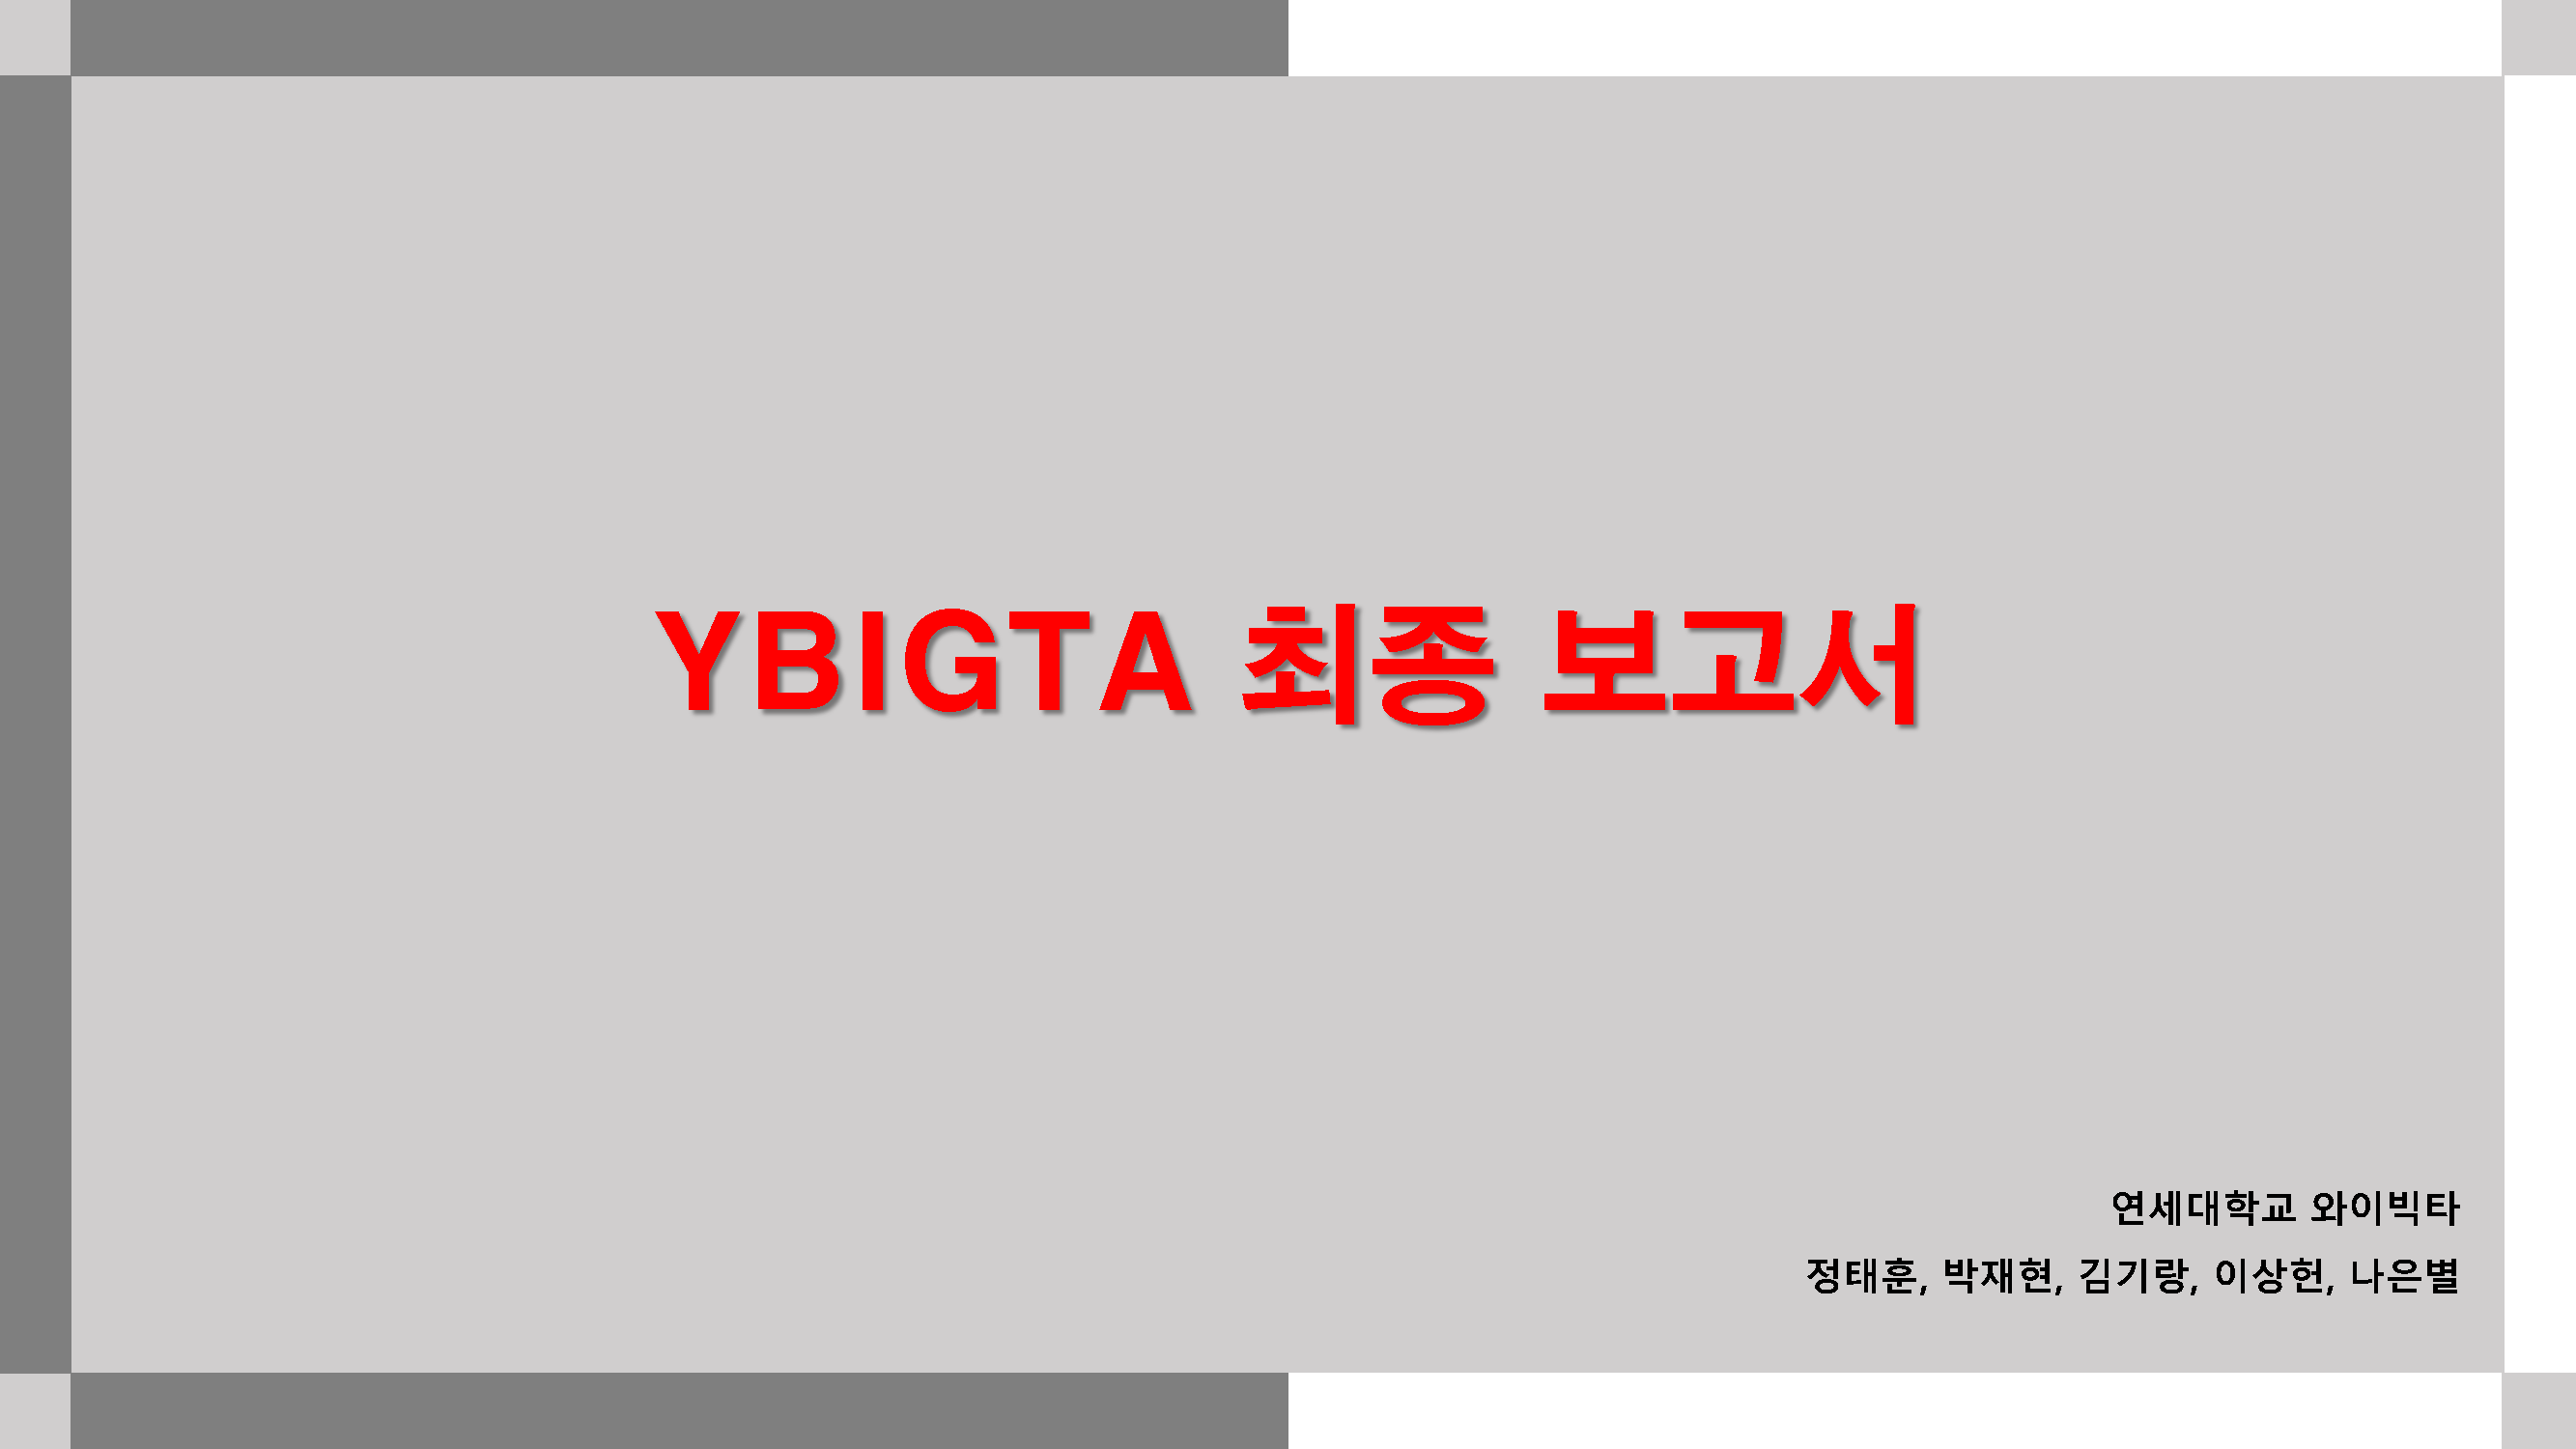 YBIGTA 최종 보고서
연세대학교 와이빅타
정태훈, 박재현, 김기랑, 이상헌, 나은별